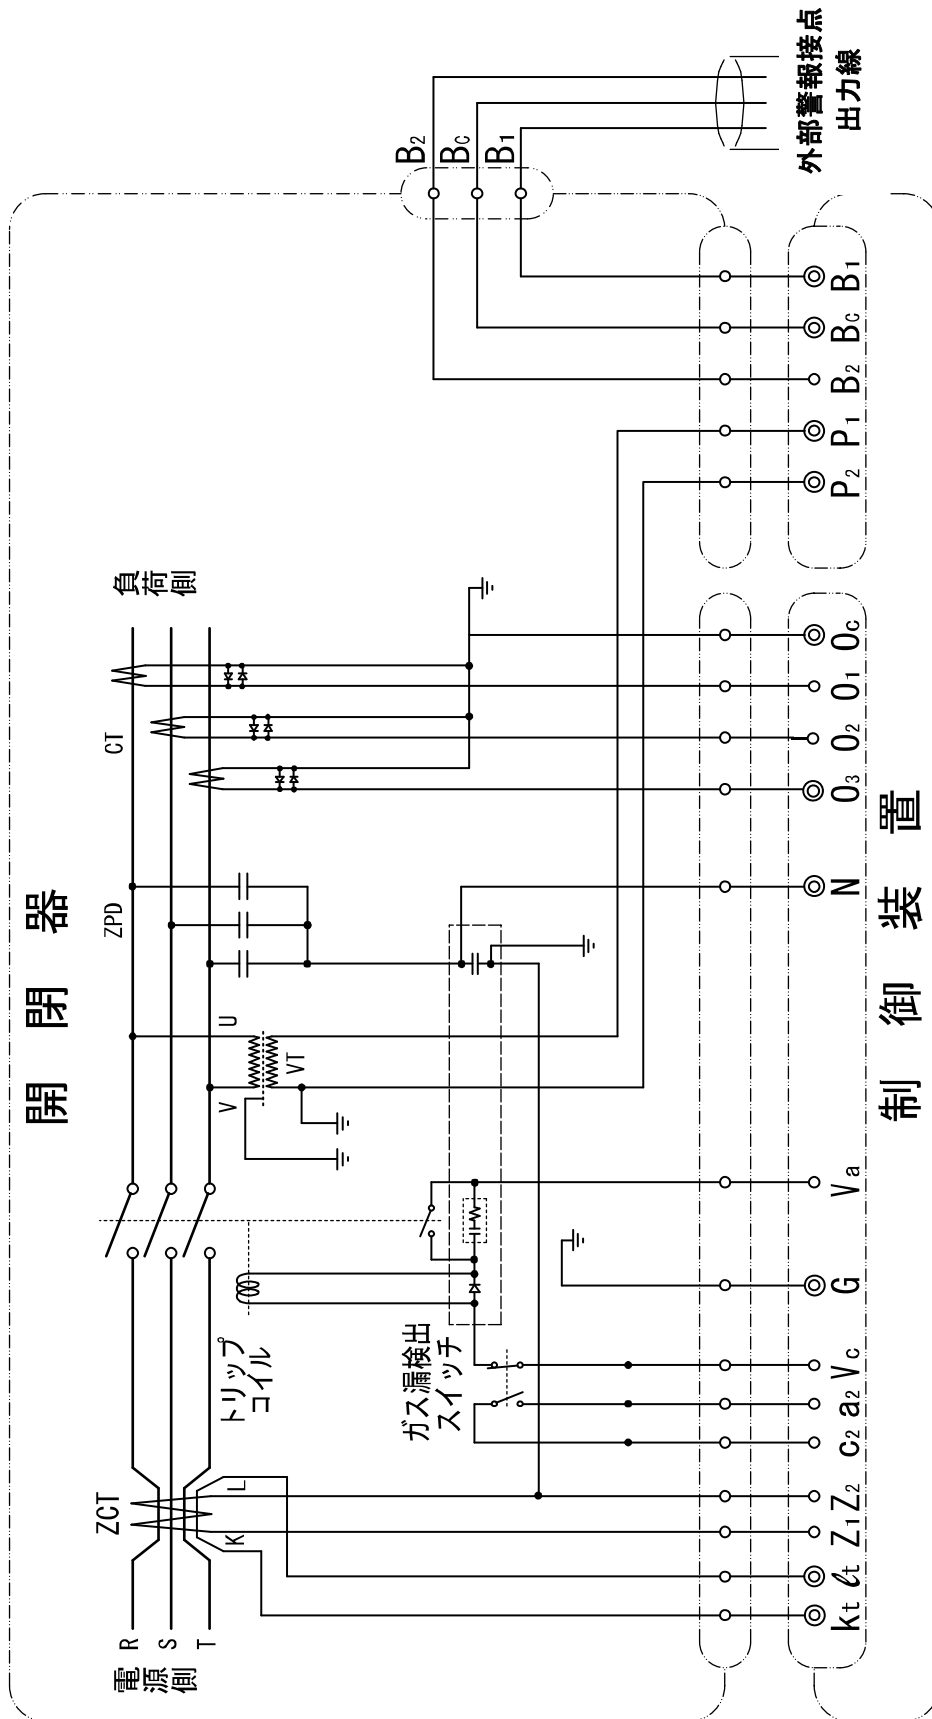 開閉器
電源側
R
S
T
ZCT
K
L
トリップ
コイル
ガス漏検出
スイッチ
V
U
VT
ZPD
CT
負荷側
B2
BC
B1
外部警報接点
出力線
kt
ℓt
Z1
Z2
c2
a2
Vc
G
Va
N
O3
O2
O1
Oc
P2
P1
B2
BC
B1
制御装置